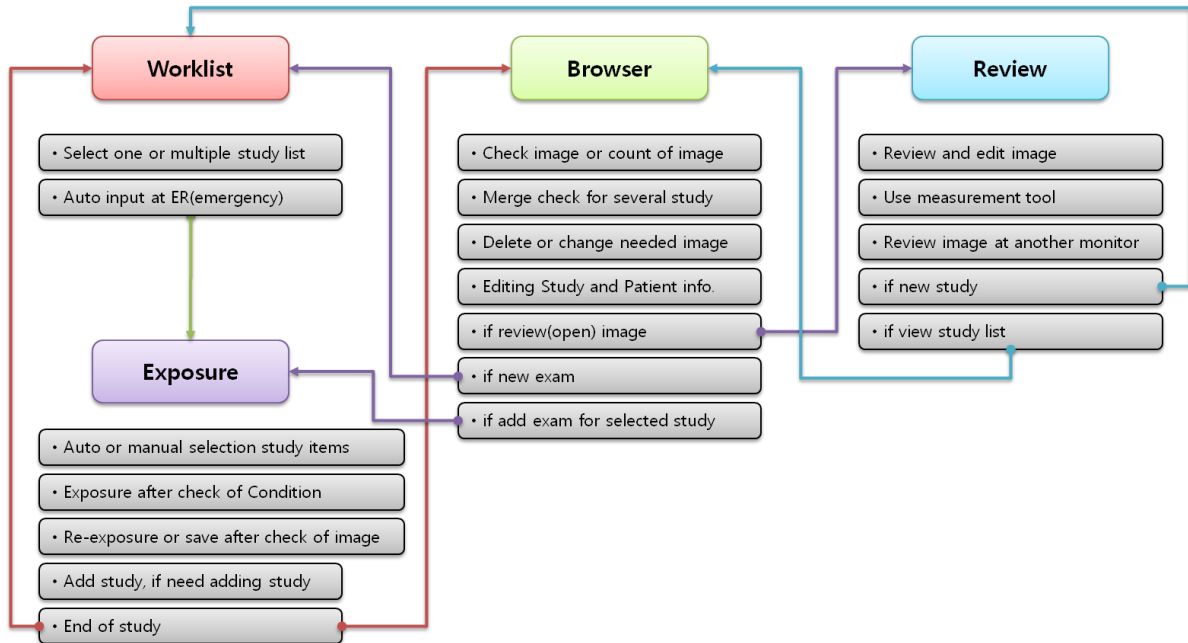 Worklist
• Select one or multiple study list
• Auto input at ER(emergency)
Exposure
• Auto or manual selection study items
• Exposure after check of Condition
• Re-exposure or save after check of image
• Add study, if need adding study
• End of study
Browser
• Check image or count of image
• Merge check for several study
• Delete or change needed image
• Editing Study and Patient info.
• if review(open) image
• if new exam
• if add exam for selected study
Review
• Review and edit image
• Use measurement tool
• Review image at another monitor
• if new study
• if view study list